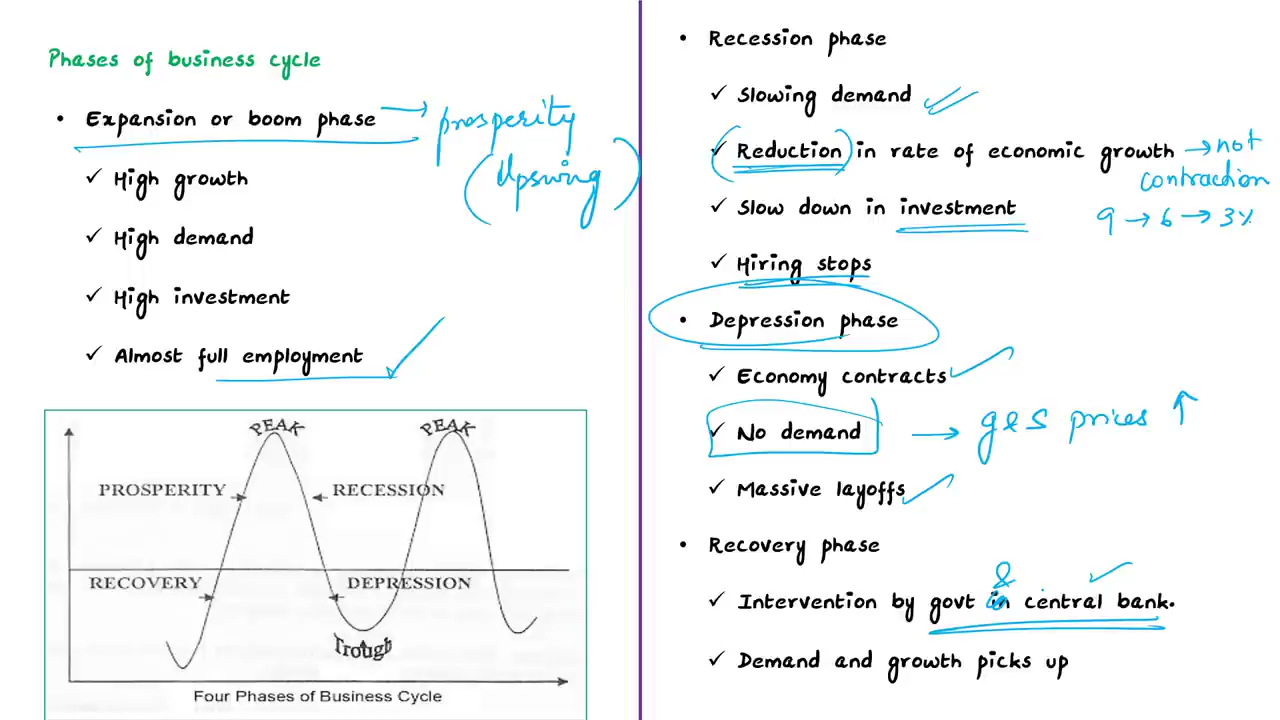 Phases of business cycle
• Expansion or boom phase → prosperity
(Upswing)
✓ High growth
✓ High demand
✓ High investment
✓ Almost full employment
PEAK PEAK
PROSPERITY RECESSION
RECOVERY DEPRESSION
Trough
Four Phases of Business Cycle
• Recession phase
✓ Slowing demand
✓ (Reduction) in rate of economic growth → not
contraction
✓ Slow down in investment
9 → 6 → 3%
✓ Hiring stops
• Depression phase
✓ Economy contracts
✓ No demand → g & s prices ↑
✓ Massive layoffs
• Recovery phase
&
✓ Intervention by govt in central bank.
✓ Demand and growth picks up